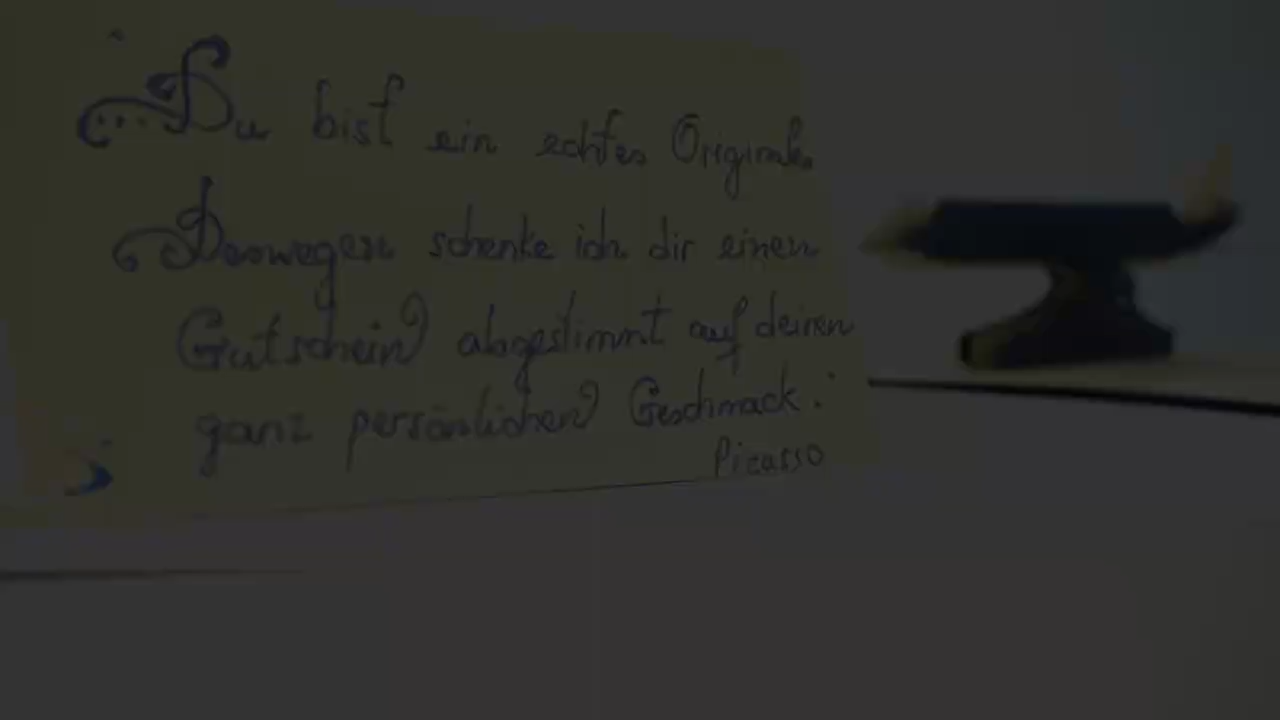 Du bist ein echtes Original.
Deswegen schenke ich dir einen
Gutschein abgestimmt auf deinen
ganz persönlichen Geschmack.
Picasso